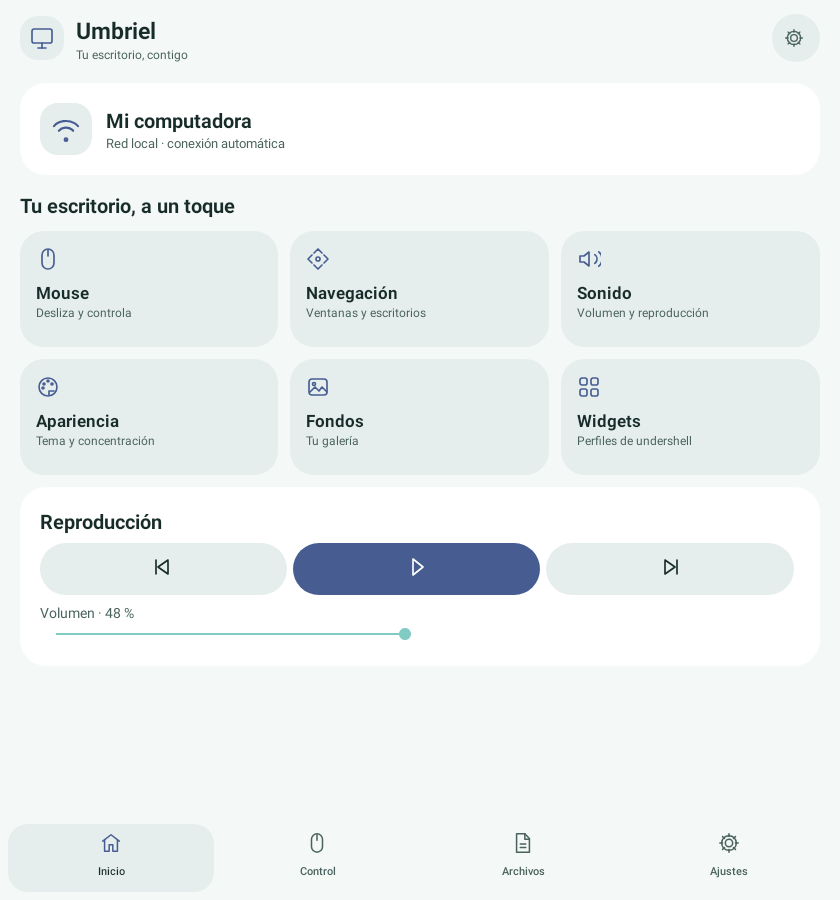 Umbriel
Tu escritorio, contigo
Mi computadora
Red local · conexión automática
Tu escritorio, a un toque
Mouse
Desliza y controla
Navegación
Ventanas y escritorios
Sonido
Volumen y reproducción
Apariencia
Tema y concentración
Fondos
Tu galería
Widgets
Perfiles de undershell
Reproducción
Volumen · 48 %
Inicio
Control
Archivos
Ajustes